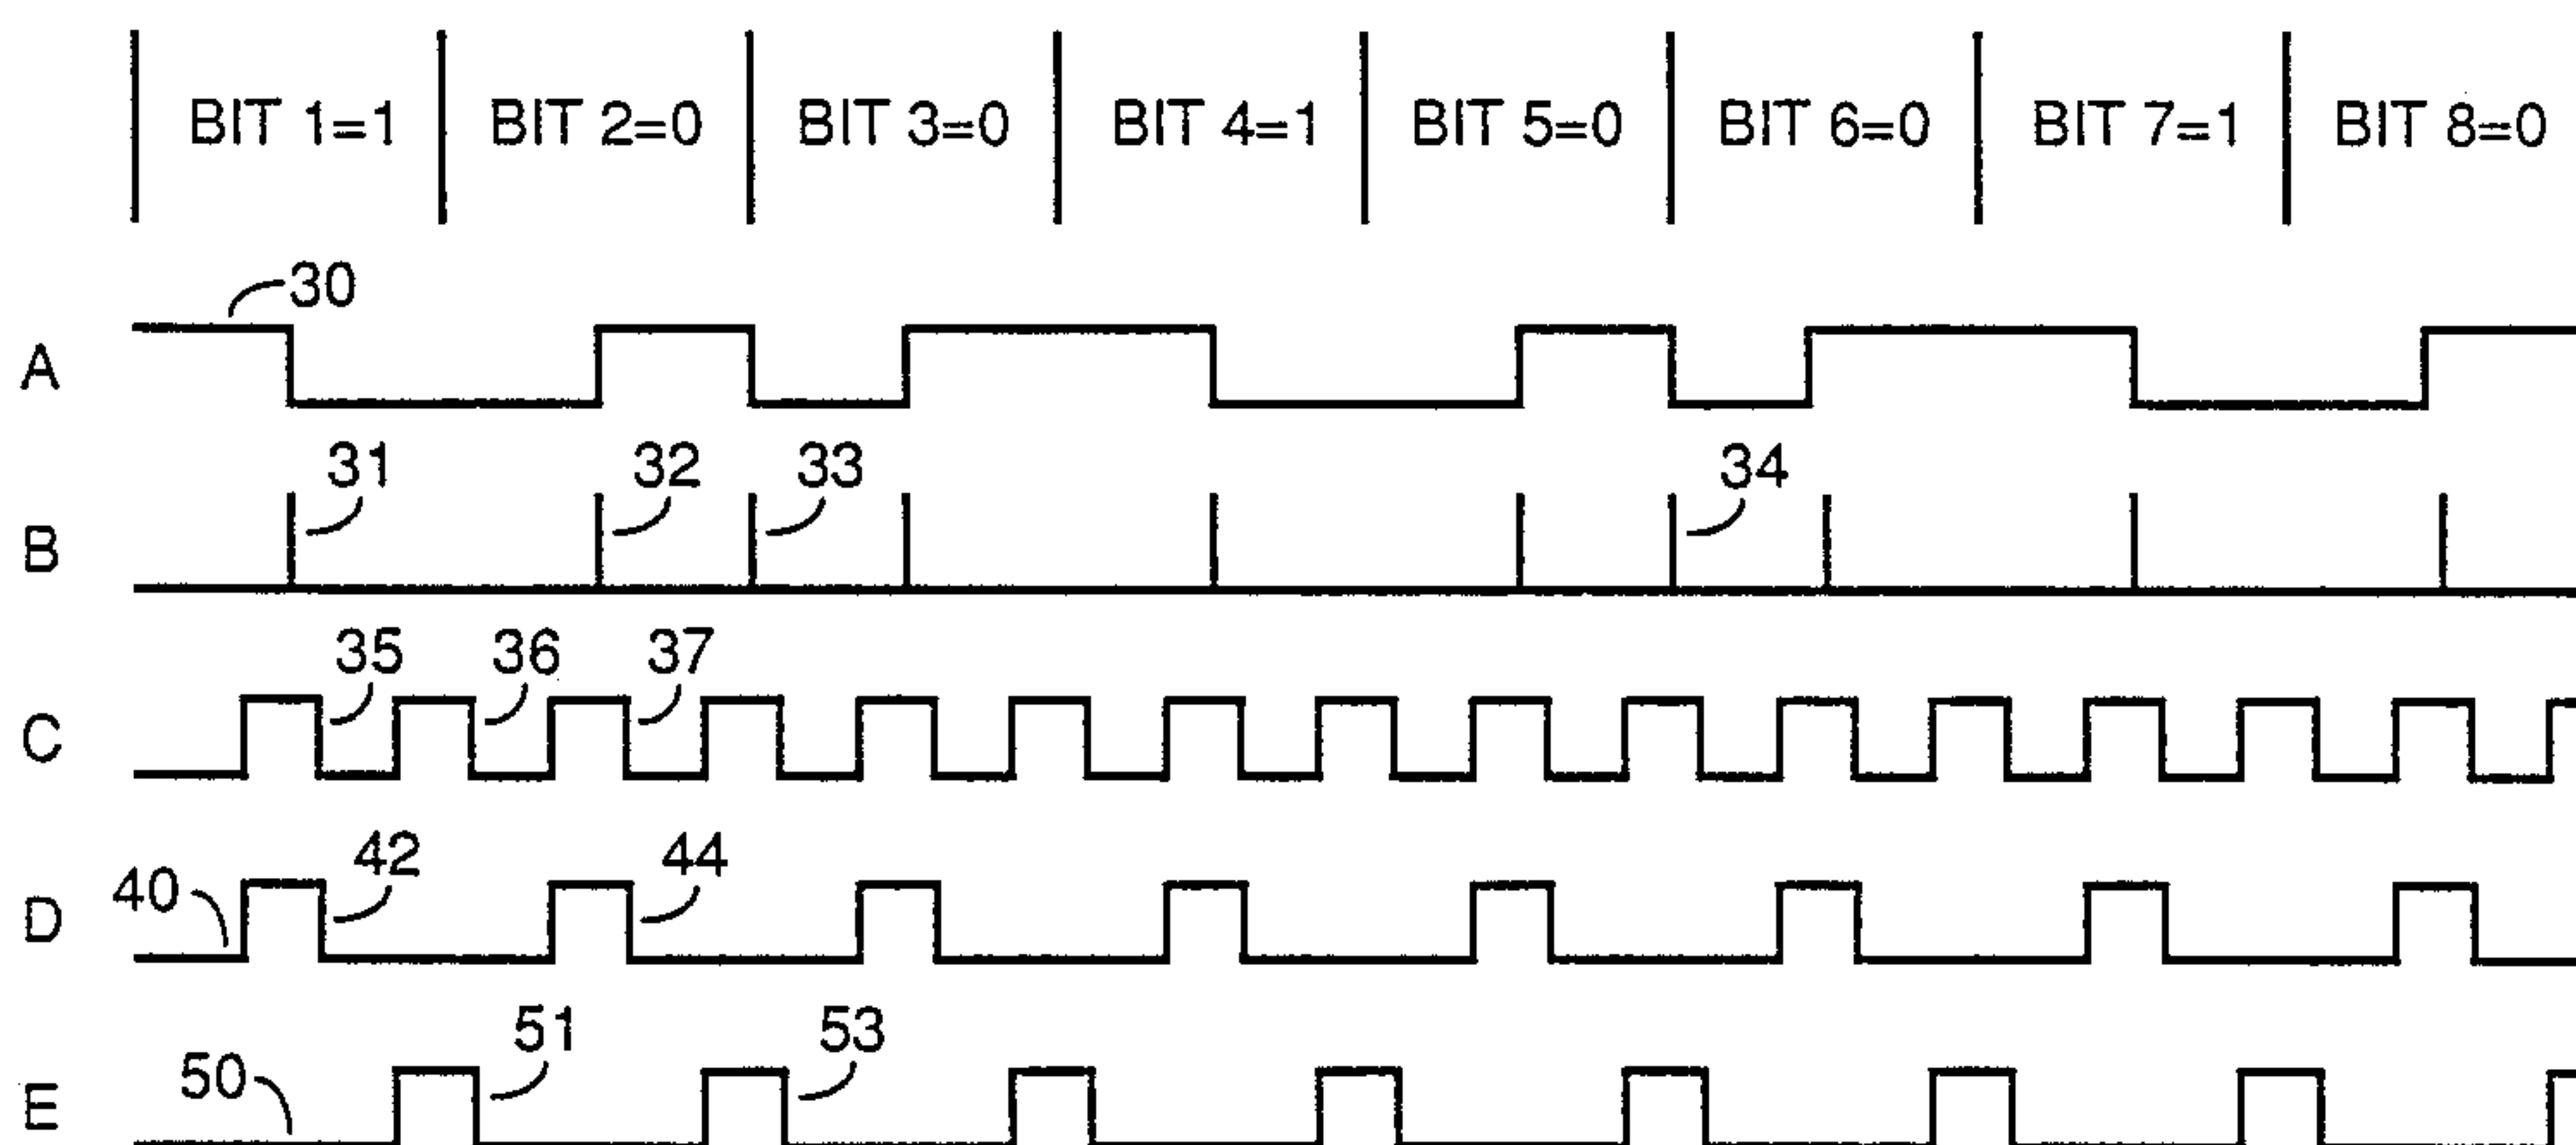 BIT 1=1 BIT 2=0 BIT 3=0 BIT 4=1 BIT 5=0 BIT 6=0 BIT 7=1 BIT 8=0
30
A
31 32 33 34
B
35 36 37
C
40 42 44
D
50 51 53
E